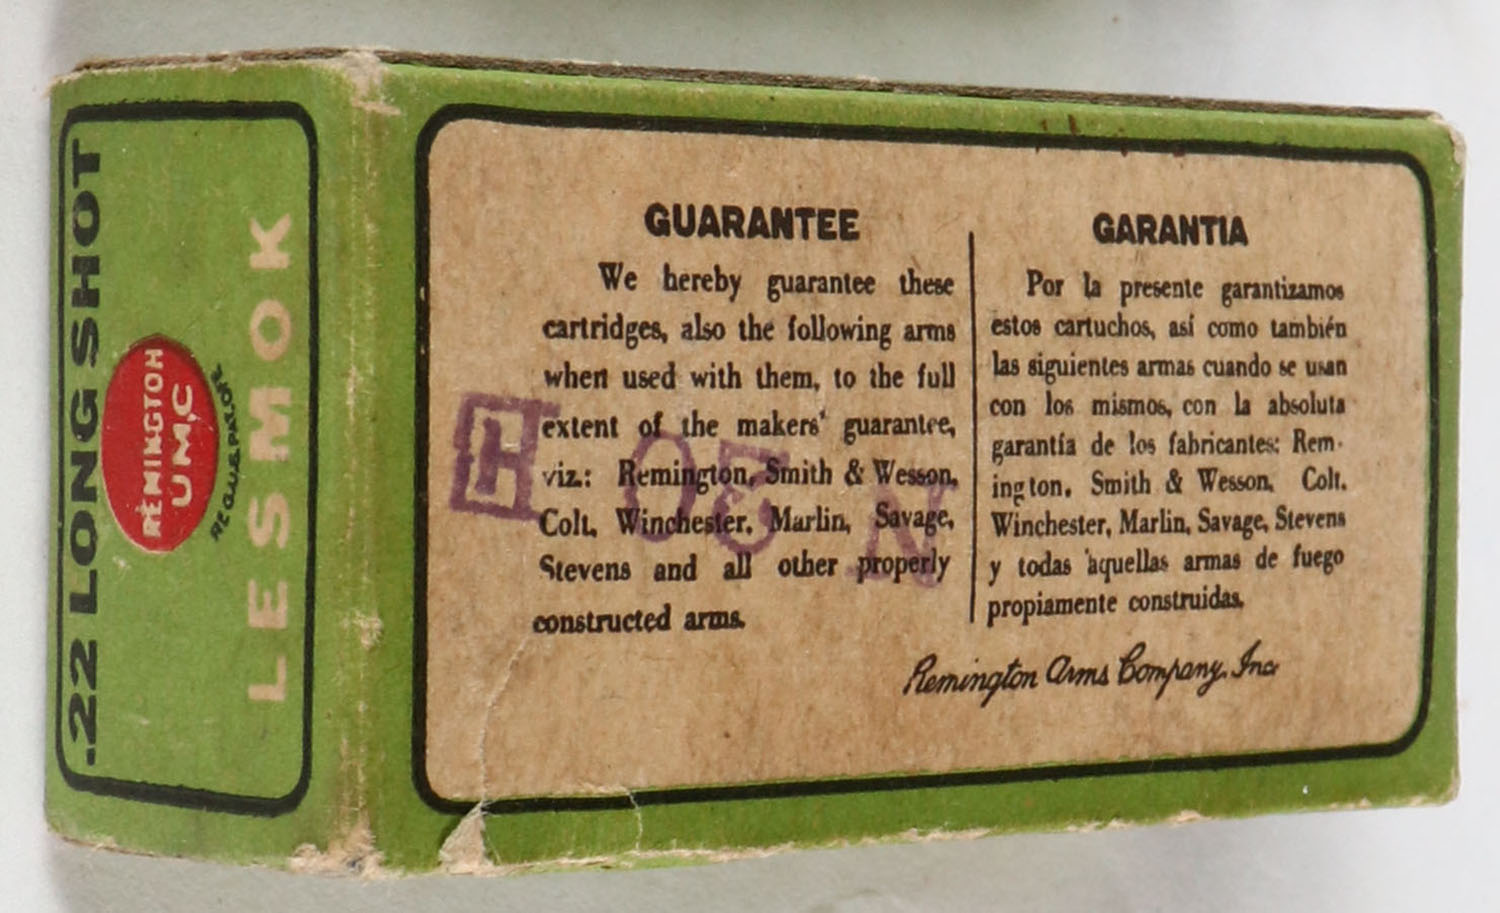 .22 LONG SHOT
REMINGTON
UMC
REG.U.S.PAT.OFF.
LESMOK
GUARANTEE
We hereby guarantee these
cartridges, also the following arms
when used with them, to the full
extent of the makers' guarantee,
viz.: Remington, Smith & Wesson,
Colt, Winchester, Marlin, Savage,
Stevens and all other properly
constructed arms.
GARANTIA
Por la presente garantizamos
estos cartuchos, así como también
las siguientes armas cuando se usan
con los mismos, con la absoluta
garantía de los fabricantes: Rem-
ington, Smith & Wesson, Colt,
Winchester, Marlin, Savage, Stevens
y todas aquellas armas de fuego
propiamente construidas.
Remington Arms Company, Inc
H
N